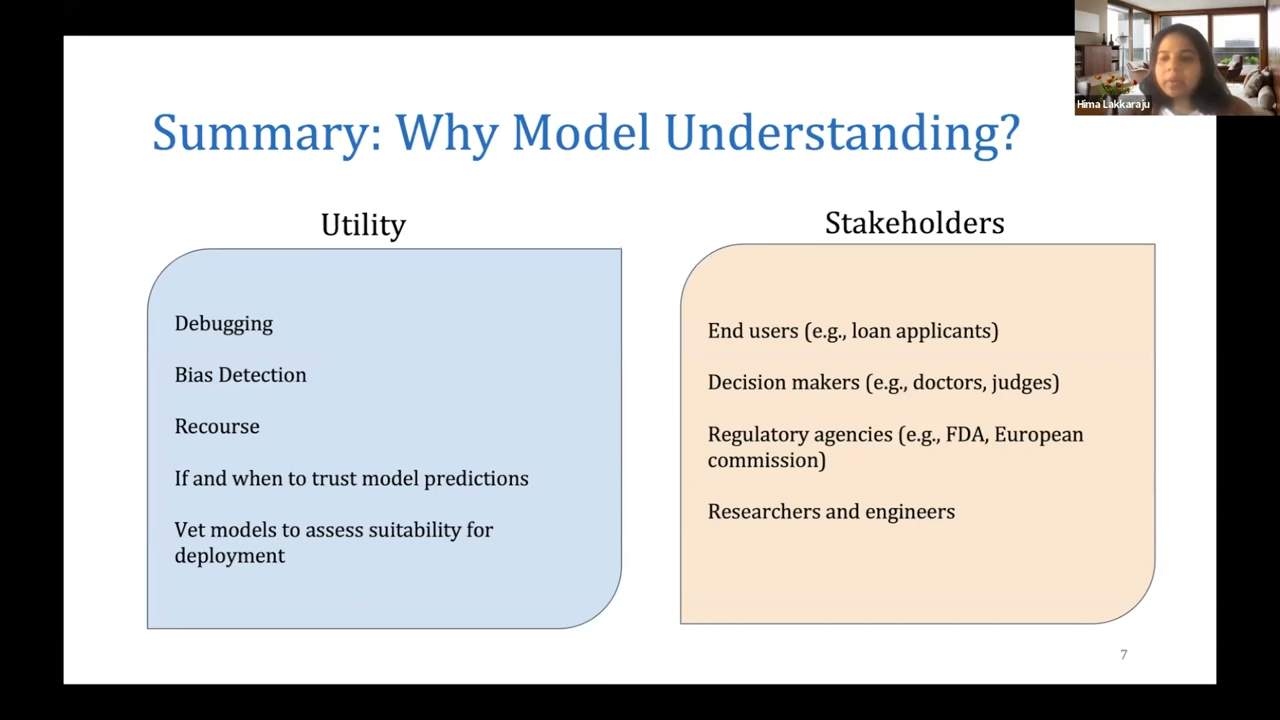 Hima Lakkaraju
Summary: Why Model Understanding?
Utility
Debugging
Bias Detection
Recourse
If and when to trust model predictions
Vet models to assess suitability for
deployment
Stakeholders
End users (e.g., loan applicants)
Decision makers (e.g., doctors, judges)
Regulatory agencies (e.g., FDA, European
commission)
Researchers and engineers
7